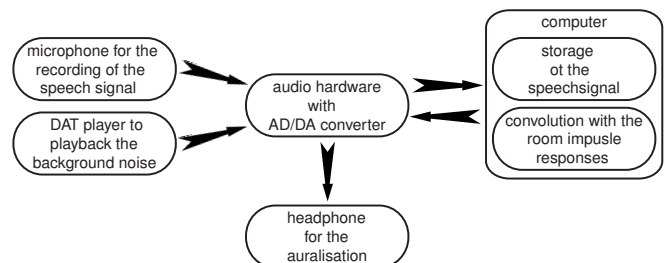 microphone for the
recording of the
speech signal
DAT player to
playback the
background noise
audio hardware
with
AD/DA converter
headphone
for the
auralisation
computer
storage
ot the
speechsignal
convolution with the
room impusle
responses